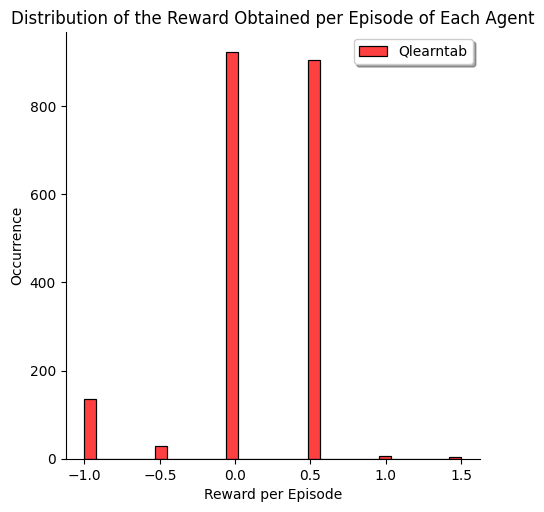 Distribution of the Reward Obtained per Episode of Each Agent
Qlearntab
Occurrence
800
600
400
200
0
−1.0 −0.5 0.0 0.5 1.0 1.5
Reward per Episode